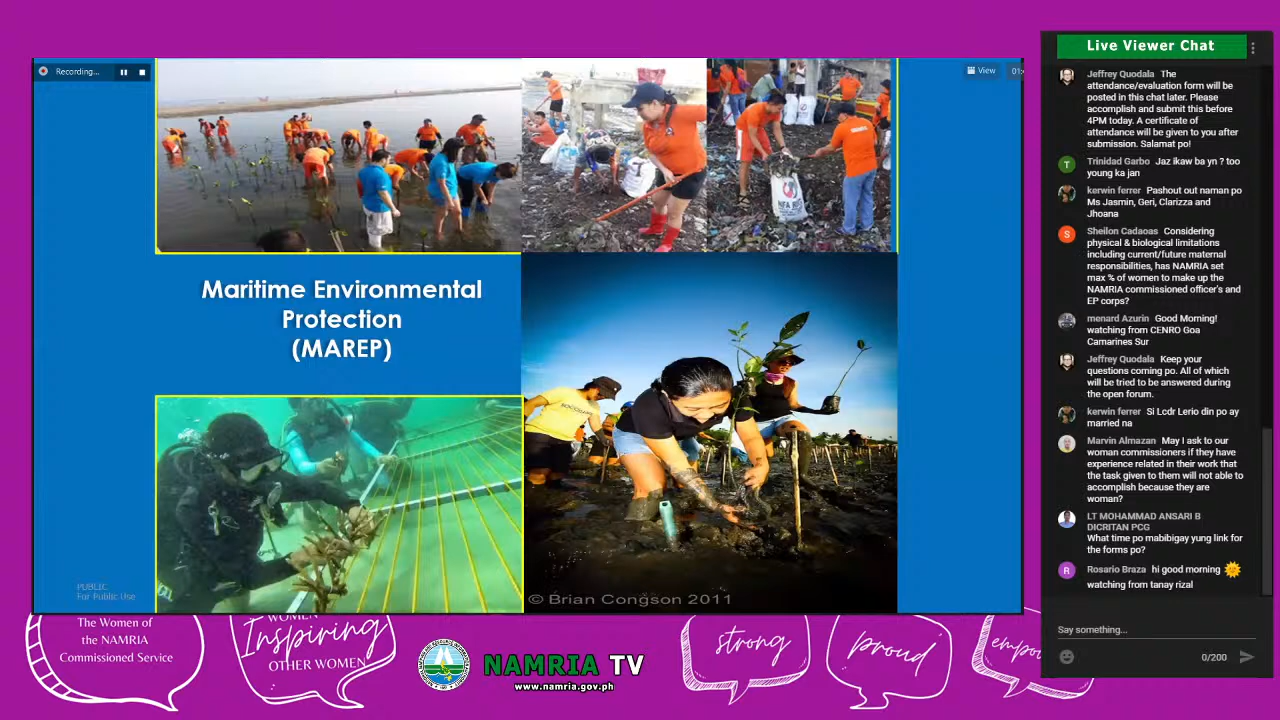 Recording...
View
01:
Maritime Environmental
Protection
(MAREP)
PUBLIC
For Public Use
© Brian Congson 2011
The Women of
the NAMRIA
Commissioned Service
WOMEN
Inspiring
OTHER WOMEN
NAMRIA TV
www.namria.gov.ph
strong
proud
empo
Live Viewer Chat
Jeffrey Quodala The
attendance/evaluation form will be
posted in this chat later. Please
accomplish and submit this before
4PM today. A certificate of
attendance will be given to you after
submission. Salamat po!
T
Trinidad Garbo Jaz ikaw ba yn ? too
young ka jan
kerwin ferrer Pashout out naman po
Ms Jasmin, Geri, Clarizza and
Jhoana
S
Sheilon Cadaoas Considering
physical & biological limitations
including current/future maternal
responsibilities, has NAMRIA set
max % of women to make up the
NAMRIA commissioned officer's and
EP corps?
menard Azurin Good Morning!
watching from CENRO Goa
Camarines Sur
Jeffrey Quodala Keep your
questions coming po. All of which
will be tried to be answered during
the open forum.
kerwin ferrer Si Lcdr Lerio din po ay
married na
Marvin Almazan May I ask to our
woman commissioners if they have
experience related in their work that
the task given to them will not able to
accomplish because they are
woman?
LT MOHAMMAD ANSARI B
DICRITAN PCG
What time po mabibigay yung link for
the forms po?
R
Rosario Braza hi good morning 🌞
watching from tanay rizal
Say something...
0/200